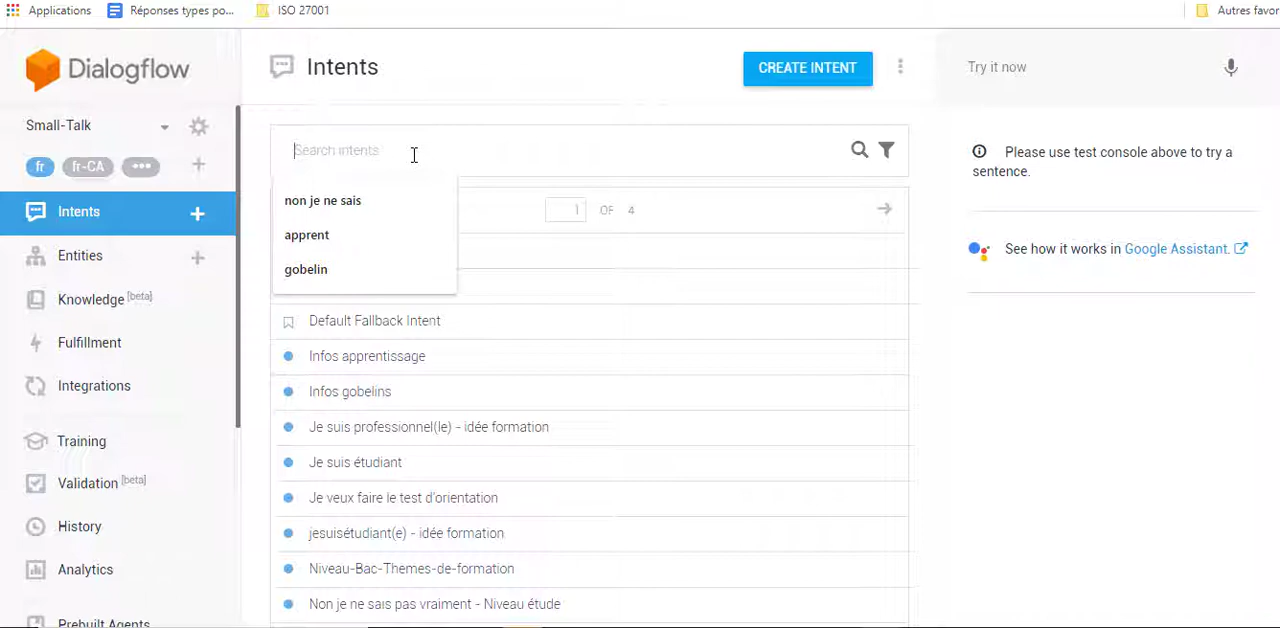 Applications
Réponses types po...
ISO 27001
Autres favor
Dialogflow
Small-Talk
fr
fr-CA
Intents
Entities
Knowledge [beta]
Fulfillment
Integrations
Training
Validation [beta]
History
Analytics
Prebuilt Agents
Intents
CREATE INTENT
Search intents
non je ne sais
apprent
gobelin
1 OF 4
Default Fallback Intent
Infos apprentissage
Infos gobelins
Je suis professionnel(le) - idée formation
Je suis étudiant
Je veux faire le test d'orientation
jesuisétudiant(e) - idée formation
Niveau-Bac-Themes-de-formation
Non je ne sais pas vraiment - Niveau étude
Try it now
Please use test console above to try a
sentence.
See how it works in Google Assistant.